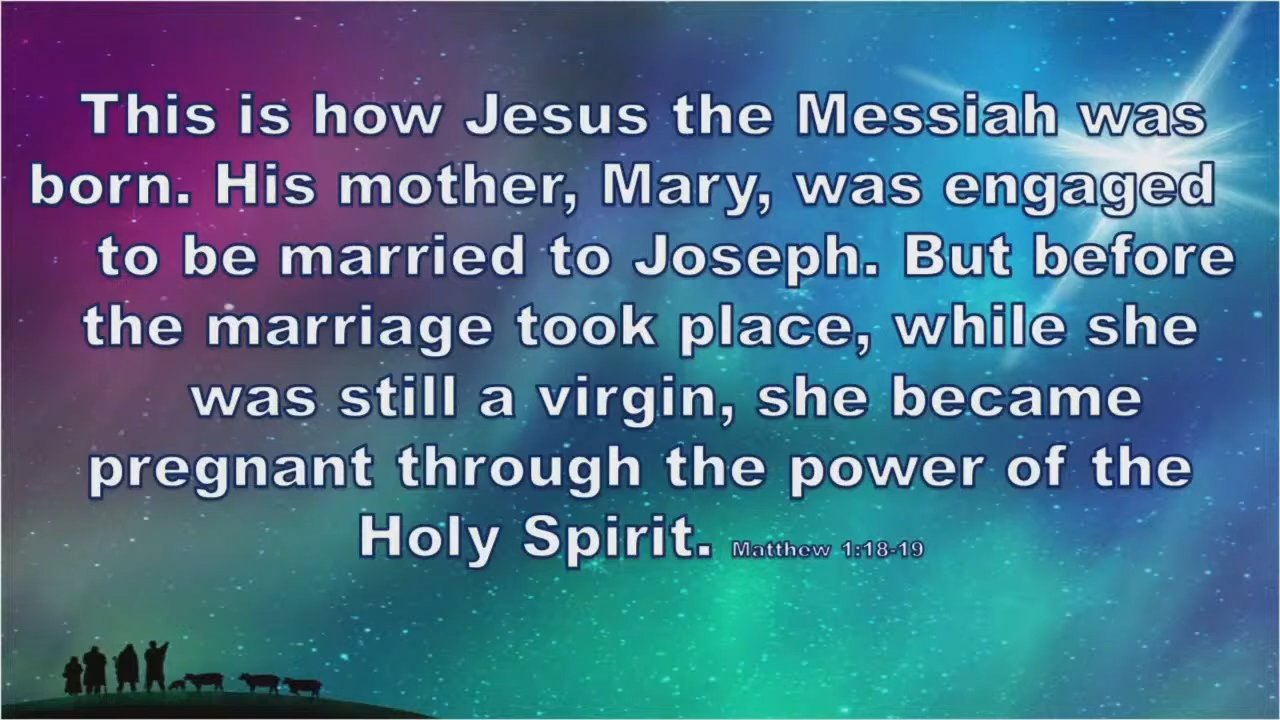 This is how Jesus the Messiah was
born. His mother, Mary, was engaged
to be married to Joseph. But before
the marriage took place, while she
was still a virgin, she became
pregnant through the power of the
Holy Spirit. Matthew 1:18-19